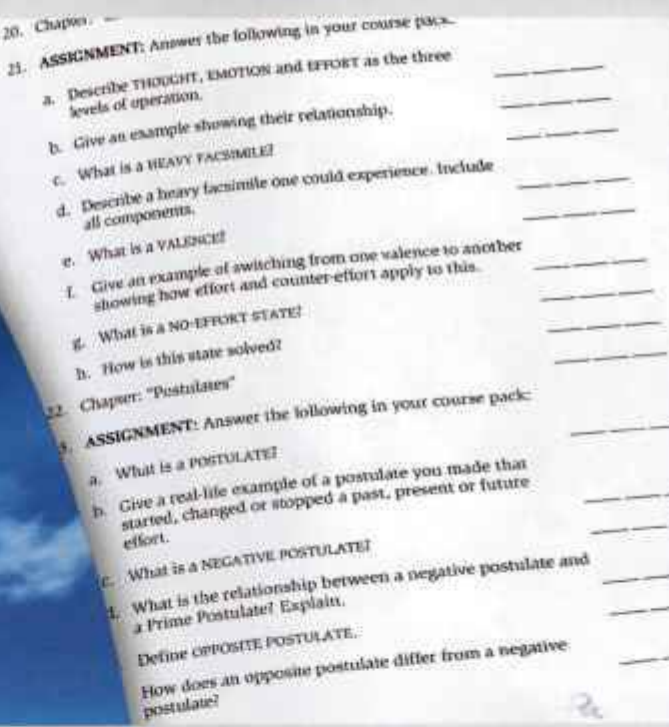 20. Chapter:
21. ASSIGNMENT: Answer the following in your course pack.
a. Describe THOUGHT, EMOTION and EFFORT as the three
levels of operation.
b. Give an example showing their relationship.
c. What is a HEAVY FACSIMILE?
d. Describe a heavy facsimile one could experience. Include
all components.
e. What is a VALENCE?
f. Give an example of switching from one valence to another
showing how effort and counter-effort apply to this.
g. What is a NO-EFFORT STATE?
h. How is this state solved?
22. Chapter: "Postulates"
3. ASSIGNMENT: Answer the following in your course pack:
a. What is a POSTULATE?
b. Give a real-life example of a postulate you made that
started, changed or stopped a past, present or future
effort.
c. What is a NEGATIVE POSTULATE?
d. What is the relationship between a negative postulate and
a Prime Postulate? Explain.
Define OPPOSITE POSTULATE.
How does an opposite postulate differ from a negative
postulate?